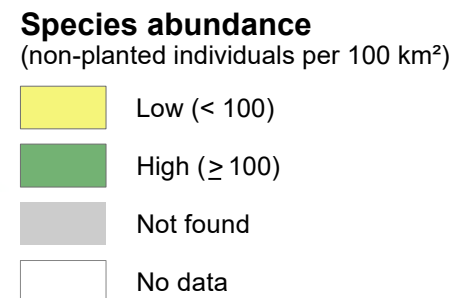 Species abundance
(non-planted individuals per 100 km²)
Low (< 100)
High (≥ 100)
Not found
No data